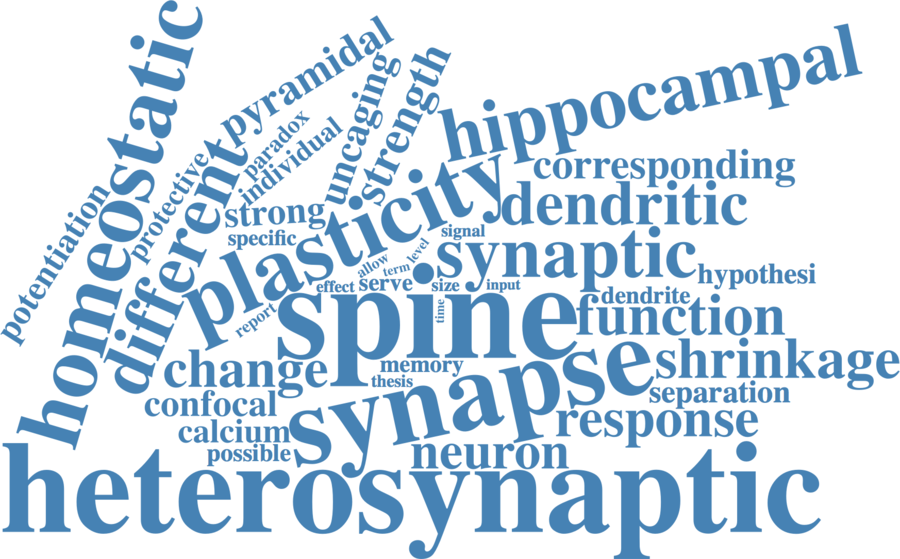 homeostatic
pyramidal
hippocampal
uncaging
strength
paradox
individual
protective
different
potentiation
corresponding
strong
plasticity
dendritic
specific
signal
synaptic
allow
level
term
hypothesi
effect
serve
size
input
dendrite
report
spine
time
function
change
memory
thesis
shrinkage
synapse
separation
confocal
response
calcium
possible
neuron
heterosynaptic